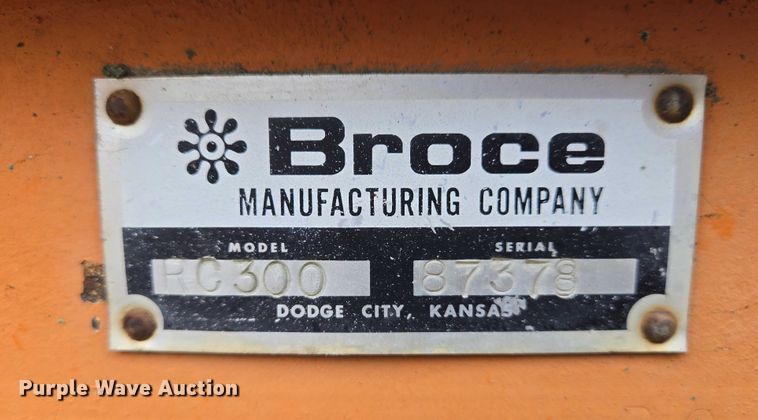 Broce
MANUFACTURING COMPANY
MODEL SERIAL
RC300 87378
DODGE CITY, KANSAS
Purple Wave Auction